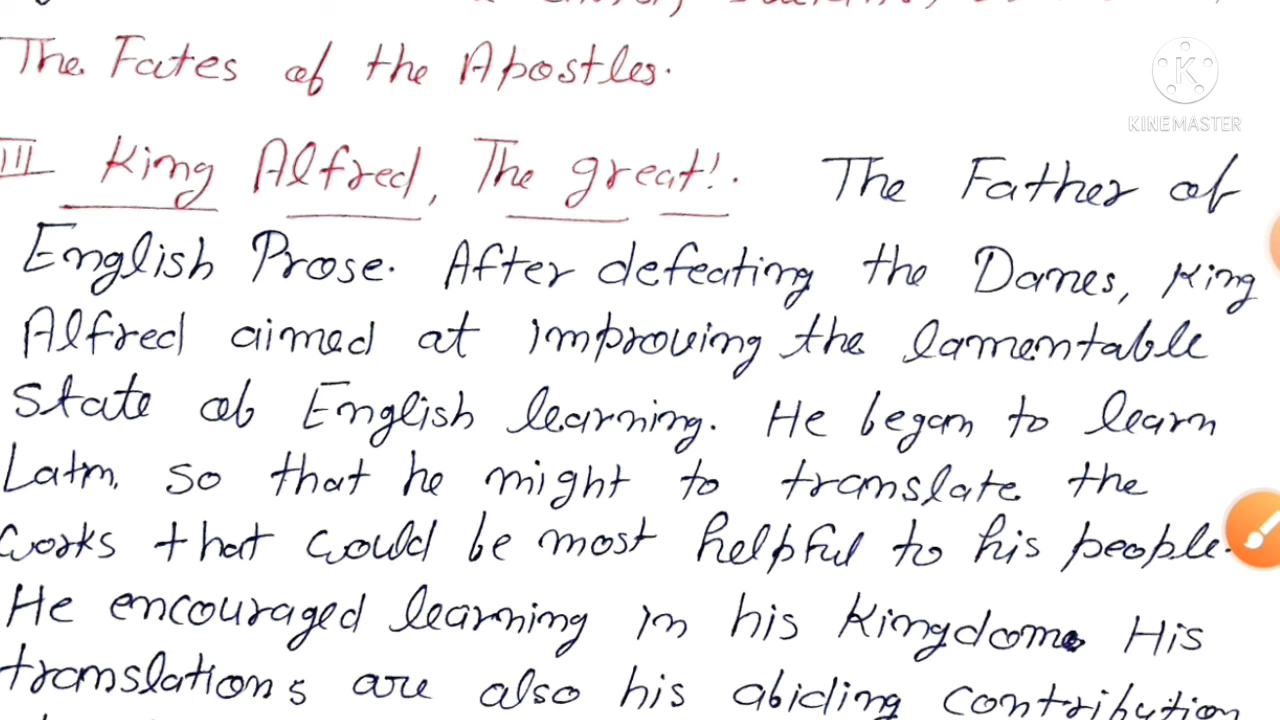 The Fates of the Apostles.
III King Alfred, The great:. The Father of
English Prose. After defeating the Danes, King
Alfred aimed at improving the lamentable
State of English learning. He began to learn
Latin. so that he might to translate the
works that could be most helpful to his people.
He encouraged learning in his Kingdom. His
translations are also his abiding contribution
KINEMASTER